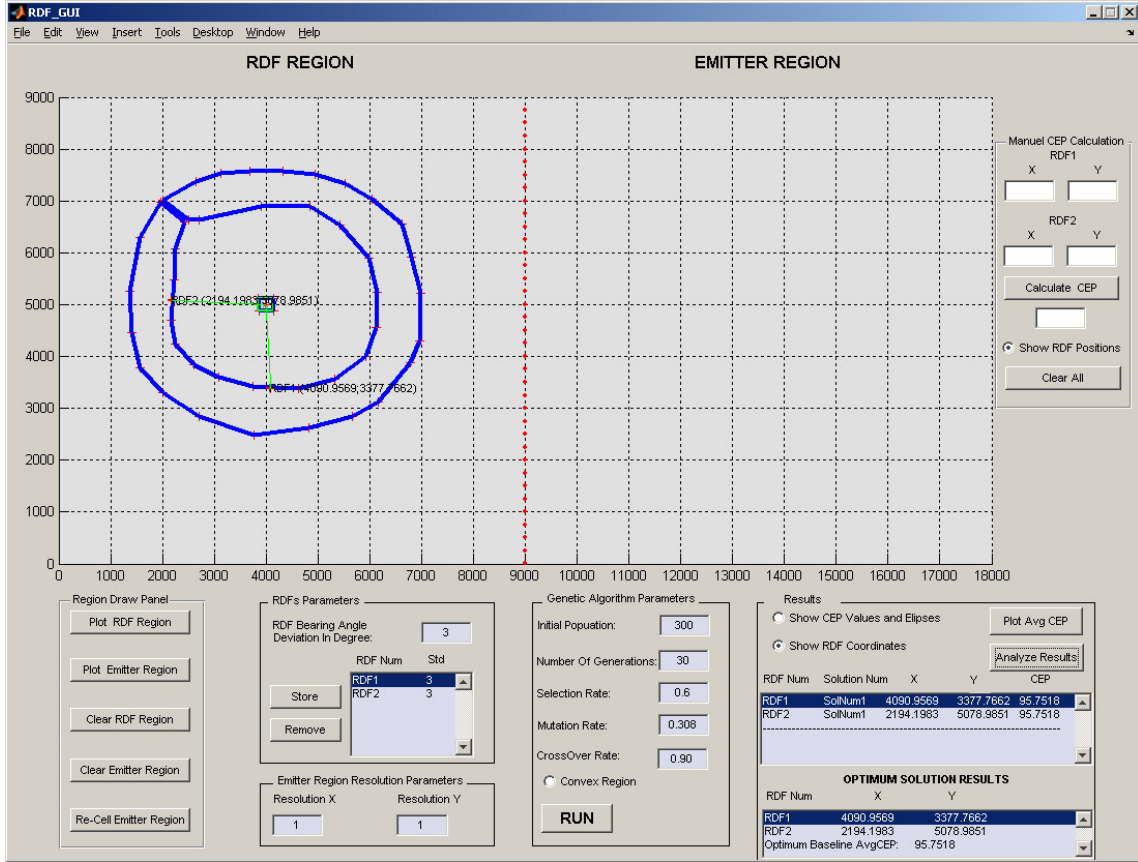 RDF_GUI
File Edit View Insert Tools Desktop Window Help
RDF REGION
EMITTER REGION
9000
8000
7000
6000
5000
4000
3000
2000
1000
0
0 1000 2000 3000 4000 5000 6000 7000 8000 9000 10000 11000 12000 13000 14000 15000 16000 17000 18000
RDF2 (2194.1983;5078.9851)
RDF1 (4090.9569;3377.7662)
Manuel CEP Calculation
RDF1
X Y
RDF2
X Y
Calculate CEP
Show RDF Positions
Clear All
Region Draw Panel
Plot RDF Region
Plot Emitter Region
Clear RDF Region
Clear Emitter Region
Re-Cell Emitter Region
RDFs Parameters
RDF Bearing Angle
Deviation In Degree: 3
RDF Num Std
RDF1 3
RDF2 3
Store
Remove
Emitter Region Resolution Parameters
Resolution X Resolution Y
1 1
Genetic Algorithm Parameters
Initial Popuation: 300
Number Of Generations: 30
Selection Rate: 0.6
Mutation Rate: 0.308
CrossOver Rate: 0.90
Convex Region
RUN
Results
Show CEP Values and Elipses
Plot Avg CEP
Show RDF Coordinates
Analyze Results
RDF Num Solution Num X Y CEP
RDF1 SolNum1 4090.9569 3377.7662 95.7518
RDF2 SolNum1 2194.1983 5078.9851 95.7518
--------------------------------------------------
OPTIMUM SOLUTION RESULTS
RDF Num X Y
RDF1 4090.9569 3377.7662
RDF2 2194.1983 5078.9851
Optimum Baseline AvgCEP: 95.7518